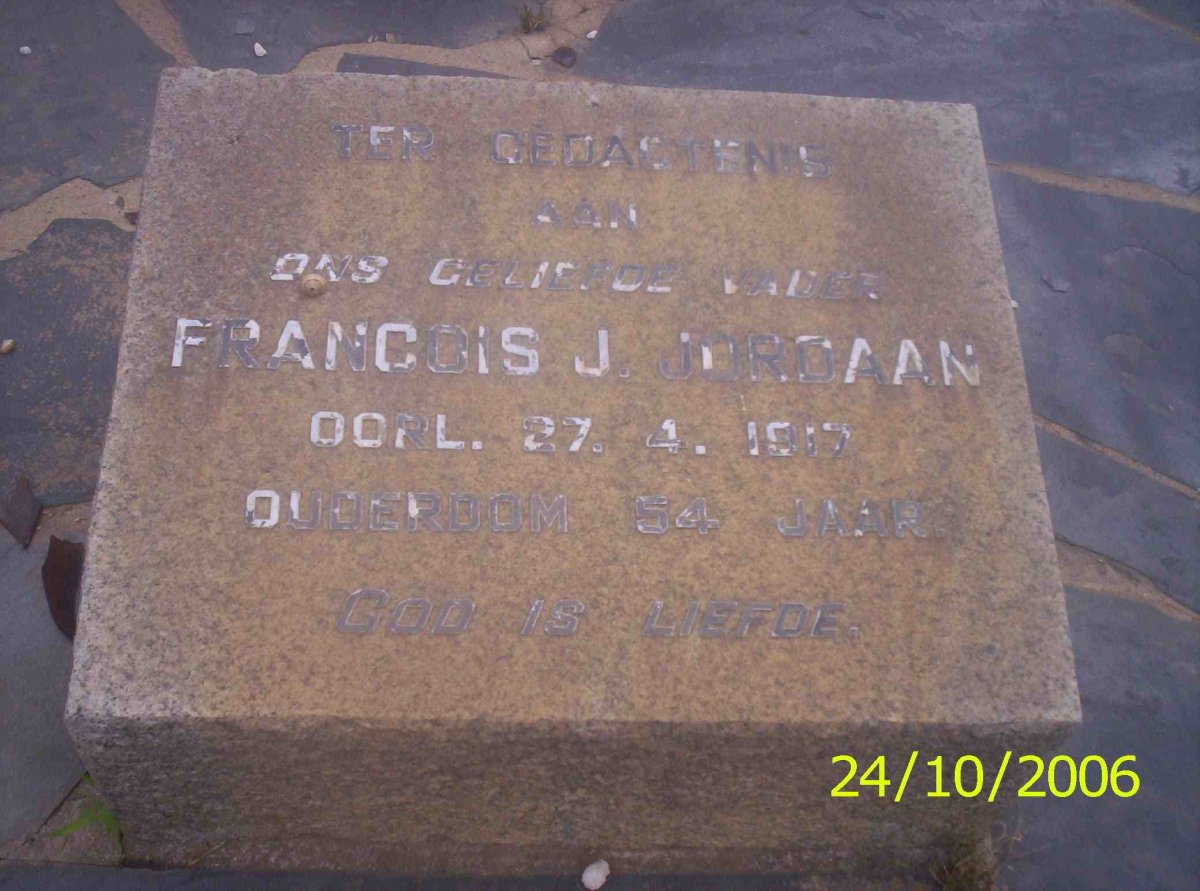 TER GEDACTENIS
AAN
ONS GELIEFDE VADER
FRANCOIS J. JORDAAN
OORL. 27. 4. 1917
OUDERDOM 54 JAAR.
GOD IS LIEFDE.
24/10/2006